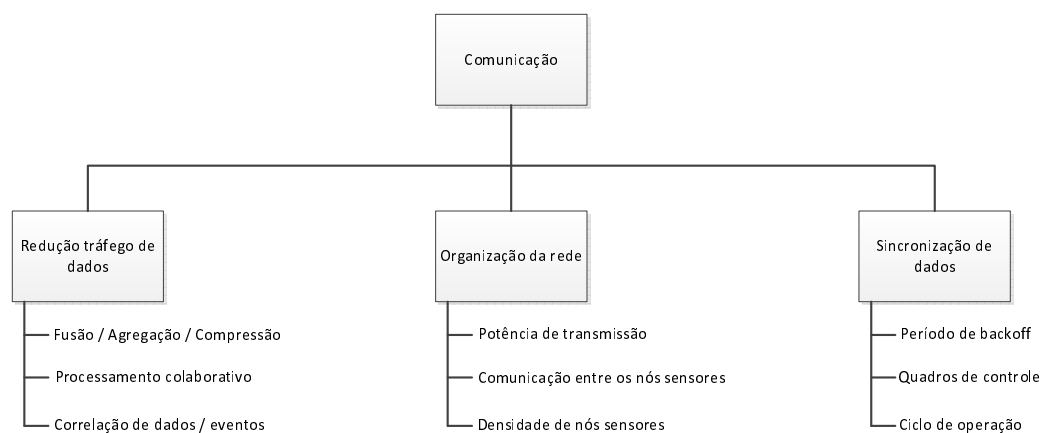 Comunicação
Redução tráfego de
dados
Organização da rede
Sincronização de
dados
Fusão / Agregação / Compressão
Processamento colaborativo
Correlação de dados / eventos
Potência de transmissão
Comunicação entre os nós sensores
Densidade de nós sensores
Período de backoff
Quadros de controle
Ciclo de operação